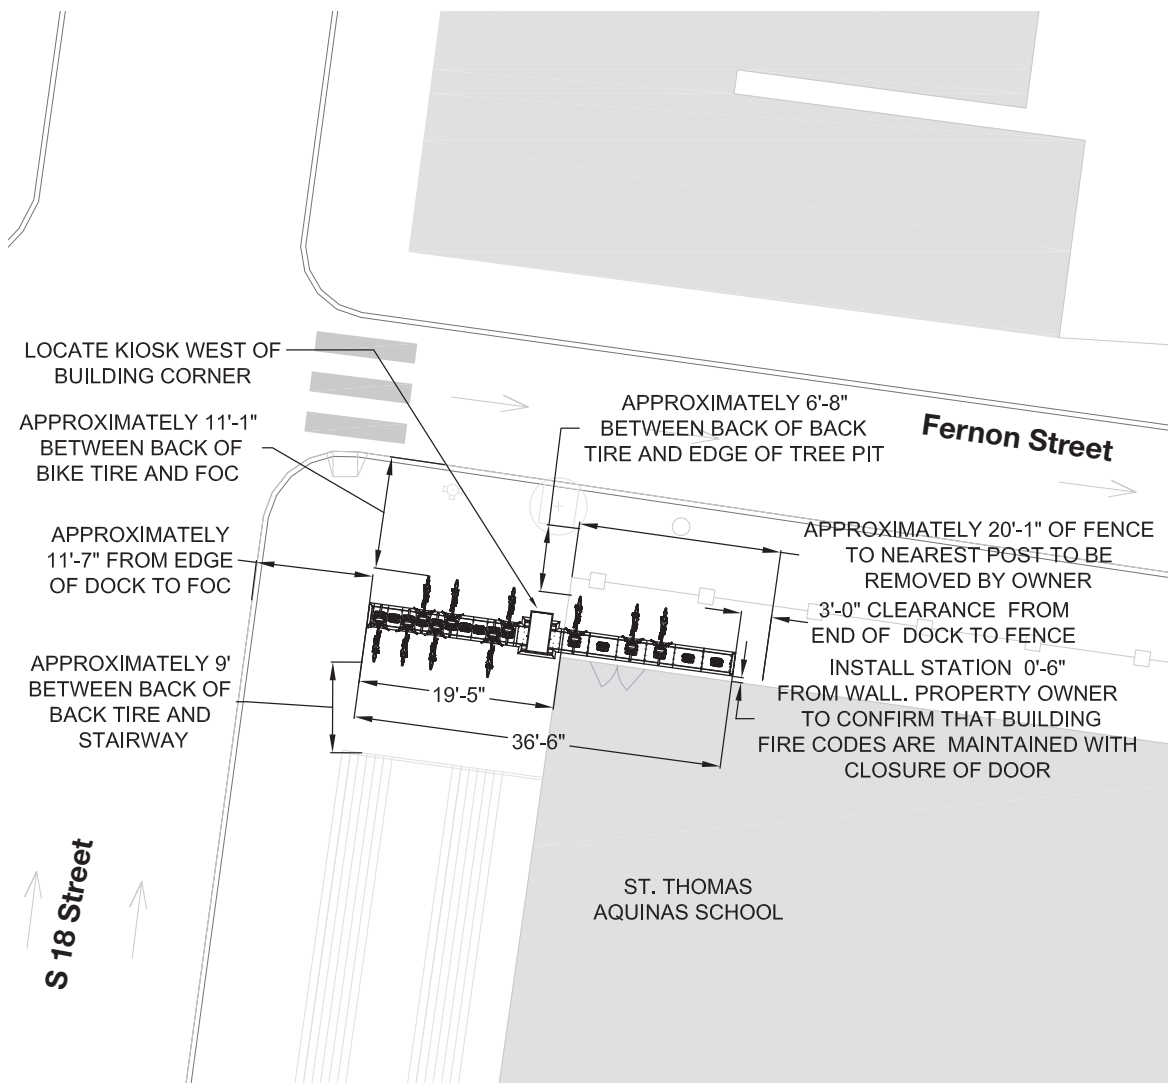 LOCATE KIOSK WEST OF
BUILDING CORNER
APPROXIMATELY 11'-1"
BETWEEN BACK OF
BIKE TIRE AND FOC
APPROXIMATELY
11'-7" FROM EDGE
OF DOCK TO FOC
APPROXIMATELY 9'
BETWEEN BACK OF
BACK TIRE AND
STAIRWAY
APPROXIMATELY 6'-8"
BETWEEN BACK OF BACK
TIRE AND EDGE OF TREE PIT
Fernon Street
APPROXIMATELY 20'-1" OF FENCE
TO NEAREST POST TO BE
REMOVED BY OWNER
3'-0" CLEARANCE FROM
END OF DOCK TO FENCE
INSTALL STATION 0'-6"
FROM WALL. PROPERTY OWNER
TO CONFIRM THAT BUILDING
FIRE CODES ARE MAINTAINED WITH
CLOSURE OF DOOR
19'-5"
36'-6"
ST. THOMAS
AQUINAS SCHOOL
S 18 Street